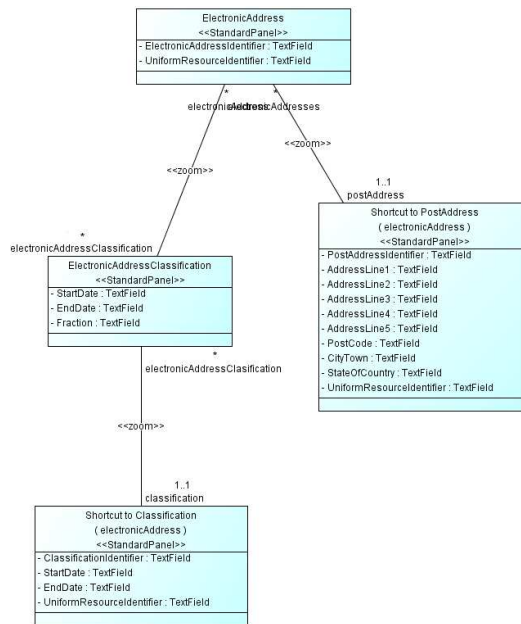 ElectronicAddress
<<StandardPanel>>
- ElectronicAddressIdentifier : TextField
- UniformResourceIdentifier : TextField
*
*
electronicAddresses
<<zoom>>
<<zoom>>
1..1
postAddress
*
electronicAddressClassification
Shortcut to PostAddress
( electronicAddress )
<<StandardPanel>>
- PostAddressIdentifier : TextField
- AddressLine1 : TextField
- AddressLine2 : TextField
- AddressLine3 : TextField
- AddressLine4 : TextField
- AddressLine5 : TextField
- PostCode : TextField
- CityTown : TextField
- StateOfCountry : TextField
- UniformResourceIdentifier : TextField
ElectronicAddressClassification
<<StandardPanel>>
- StartDate : TextField
- EndDate : TextField
- Fraction : TextField
*
electronicAddressClasification
<<zoom>>
1..1
classification
Shortcut to Classification
( electronicAddress )
<<StandardPanel>>
- ClassificationIdentifier : TextField
- StartDate : TextField
- EndDate : TextField
- UniformResourceIdentifier : TextField